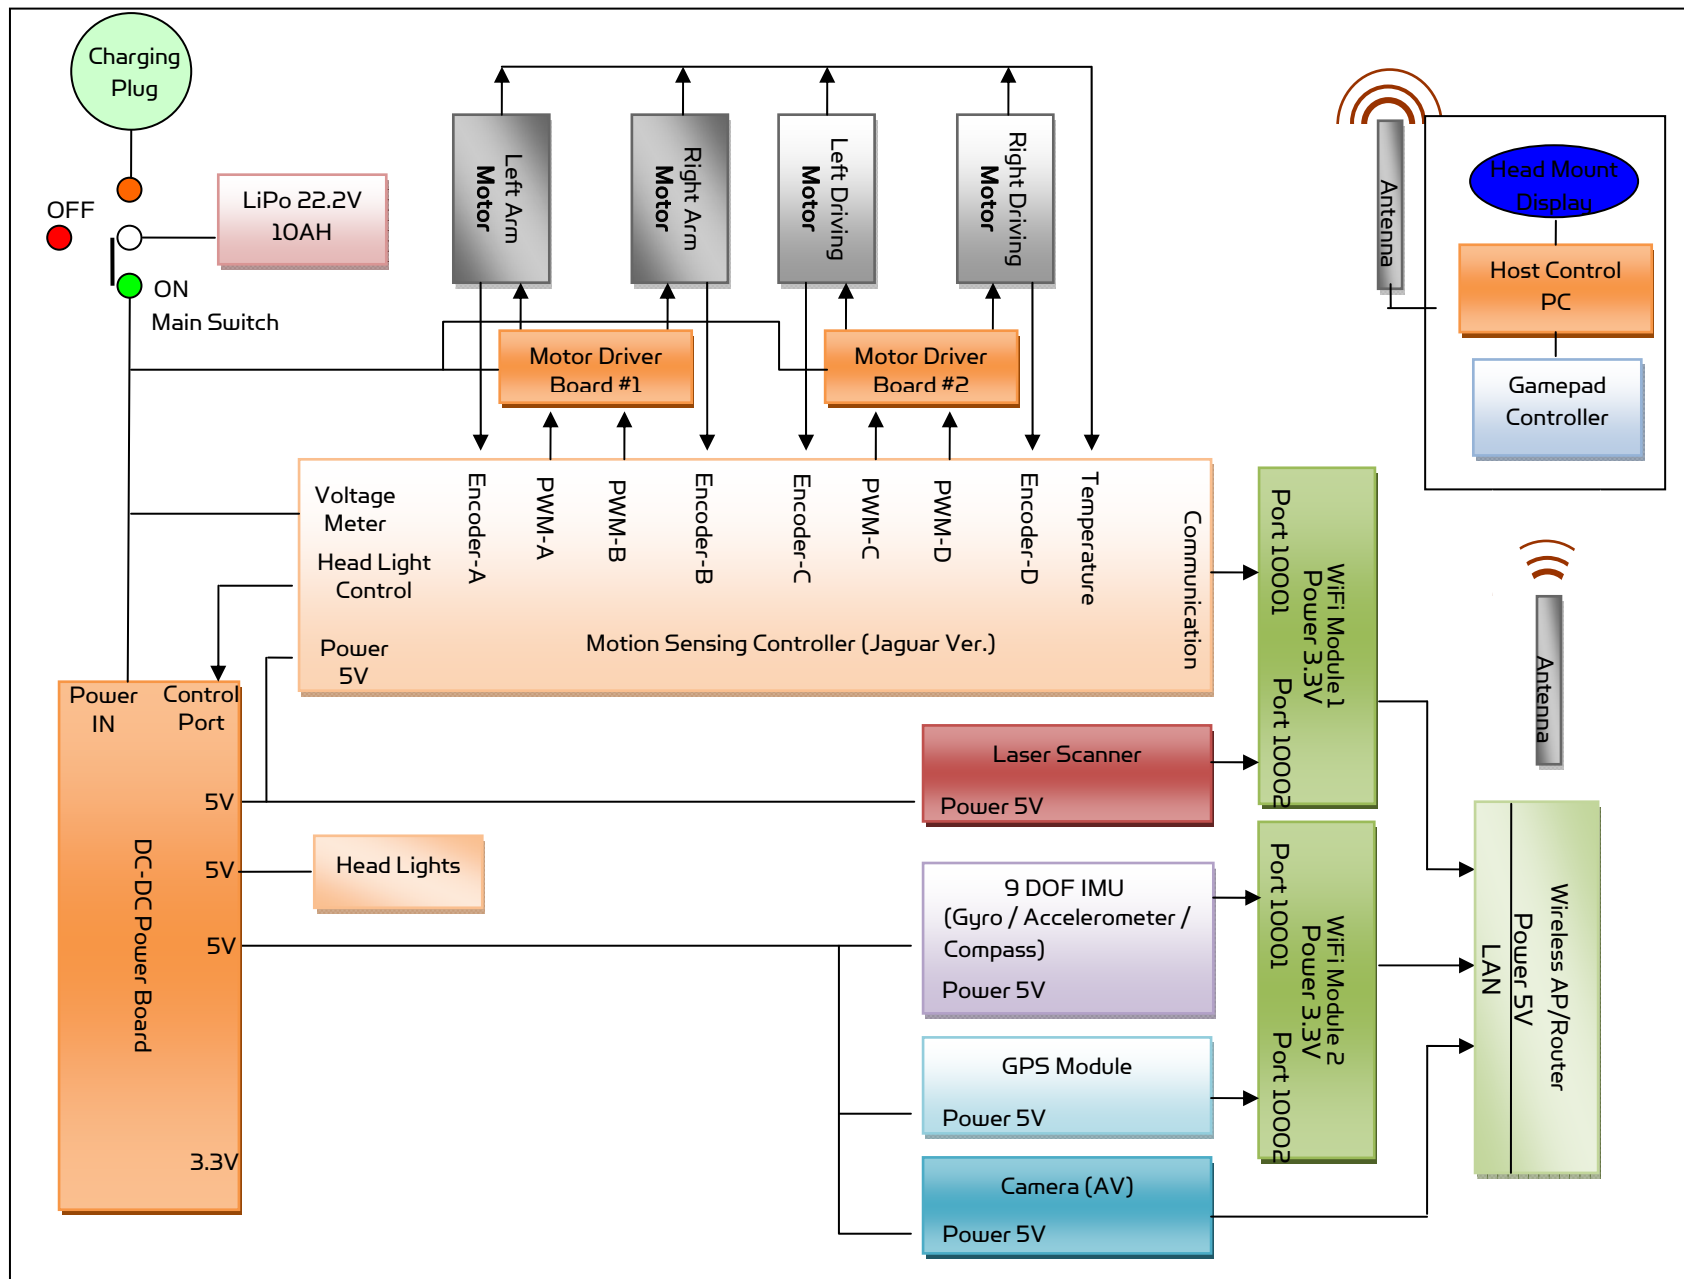 Charging
Plug
OFF
LiPo 22.2V
10AH
ON
Main Switch
Left Arm
Motor
Right Arm
Motor
Left Driving
Motor
Right Driving
Motor
Motor Driver
Board #1
Motor Driver
Board #2
Antenna
Head Mount
Display
Host Control
PC
Gamepad
Controller
Voltage
Meter
Head Light
Control
Power
5V
Encoder-A
PWM-A
PWM-B
Encoder-B
Encoder-C
PWM-C
PWM-D
Encoder-D
Temperature
Communication
Motion Sensing Controller (Jaguar Ver.)
WiFi Module 1
Power 3.3V
Port 10001
Port 10002
Antenna
Power
IN
Control
Port
5V
5V
5V
3.3V
DC-DC Power Board
Head Lights
Laser Scanner
Power 5V
9 DOF IMU
(Gyro / Accelerometer /
Compass)
Power 5V
GPS Module
Power 5V
Camera (AV)
Power 5V
WiFi Module 2
Power 3.3V
Port 10001
Port 10002
Wireless AP/Router
Power 5V
LAN